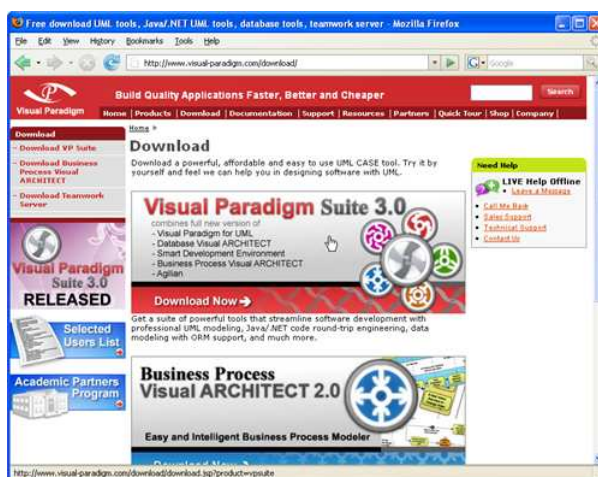 Free download UML tools, Java/.NET UML tools, database tools, teamwork server - Mozilla Firefox
File Edit View History Bookmarks Tools Help
http://www.visual-paradigm.com/download/
Google
Visual Paradigm
Build Quality Applications Faster, Better and Cheaper
Search
Home | Products | Download | Documentation | Support | Resources | Partners | Quick Tour | Shop | Company |
Download
- Download VP Suite
- Download Business
Process Visual
ARCHITECT
- Download Teamwork
Server
Visual Paradigm
Suite 3.0
RELEASED
Selected
Users List
Academic Partners
Program
Home »
Download
Download a powerful, affordable and easy to use UML CASE tool. Try it by
yourself and feel we can help you in designing software with UML.
Visual Paradigm Suite 3.0
combines full new version of
- Visual Paradigm for UML
- Database Visual ARCHITECT
- Smart Development Environment
- Business Process Visual ARCHITECT
- Agilian
Download Now
Get a suite of powerful tools that streamline software development with
professional UML modeling, Java/.NET code round-trip engineering, data
modeling with ORM support, and much more.
Business Process
Visual ARCHITECT 2.0
Easy and Intelligent Business Process Modeler
Download Now
Need Help
LIVE Help Offline
Leave a Message
Call Me Back
Sales Support
Technical Support
Contact Us
http://www.visual-paradigm.com/download/download.jsp?product=vpsuite